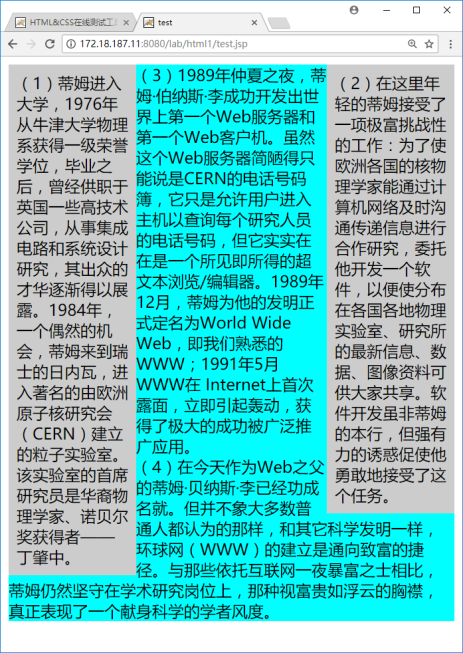 HTML&CSS在线测试工具
test
172.18.187.11:8080/lab/html1/test.jsp
（1）蒂姆进入
大学，1976年
从牛津大学物理
系获得一级荣誉
学位，毕业之
后，曾经供职于
英国一些高技术
公司，从事集成
电路和系统设计
研究，其出众的
才华逐渐得以展
露。1984年，
一个偶然的机
会，蒂姆来到瑞
士的日内瓦，进
入著名的由欧洲
原子核研究会
（CERN）建立
的粒子实验室。
该实验室的首席
研究员是华裔物
理学家、诺贝尔
奖获得者——
丁肇中。
（2）在这里年
轻的蒂姆接受了
一项极富挑战性
的工作：为了使
欧洲各国的核物
理学家能通过计
算机网络及时沟
通传递信息进行
合作研究，委托
他开发一个软
件，以便使分布
在各国各地物理
实验室、研究所
的最新信息、数
据、图像资料可
供大家共享。软
件开发虽非蒂姆
的本行，但强有
力的诱惑促使他
勇敢地接受了这
个任务。
（3）1989年仲夏之夜，蒂
姆·伯纳斯·李成功开发出世
界上第一个Web服务器和
第一个Web客户机。虽然
这个Web服务器简陋得只
能说是CERN的电话号码
簿，它只是允许用户进入
主机以查询每个研究人员
的电话号码，但它实实在
在是一个所见即所得的超
文本浏览/编辑器。1989年
12月，蒂姆为他的发明正
式定名为World Wide
Web，即我们熟悉的
WWW；1991年5月
WWW在 Internet上首次
露面，立即引起轰动，获
得了极大的成功被广泛推
广应用。
（4）在今天作为Web之父
的蒂姆·贝纳斯·李已经功成
名就。但并不象大多数普
通人都认为的那样，和其它科学发明一样，
环球网（WWW）的建立是通向致富的捷
径。与那些依托互联网一夜暴富之士相比，
蒂姆仍然坚守在学术研究岗位上，那种视富贵如浮云的胸襟，
真正表现了一个献身科学的学者风度。